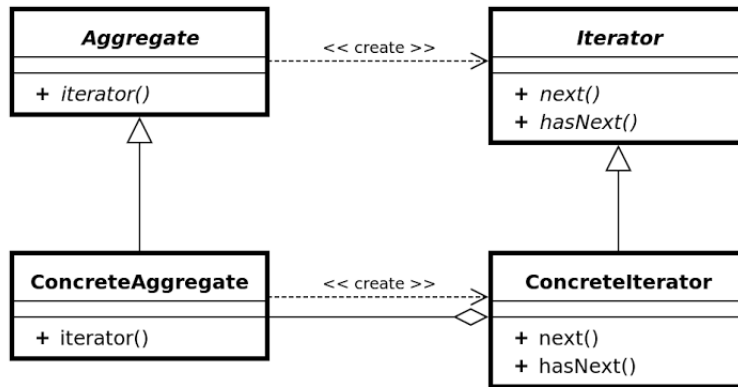 Aggregate
<< create >>
Iterator
+ iterator()
+ next()
+ hasNext()
ConcreteAggregate
<< create >>
ConcreteIterator
+ iterator()
+ next()
+ hasNext()